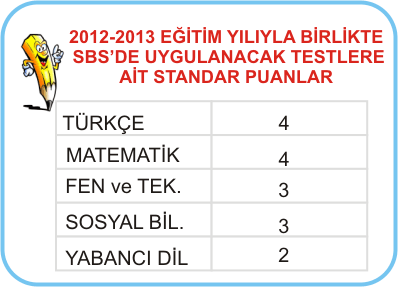 2012-2013 EĞİTİM YILIYLA BİRLİKTE
SBS'DE UYGULANACAK TESTLERE
AİT STANDAR PUANLAR
TÜRKÇE 4
MATEMATİK 4
FEN ve TEK. 3
SOSYAL BİL. 3
YABANCI DİL 2